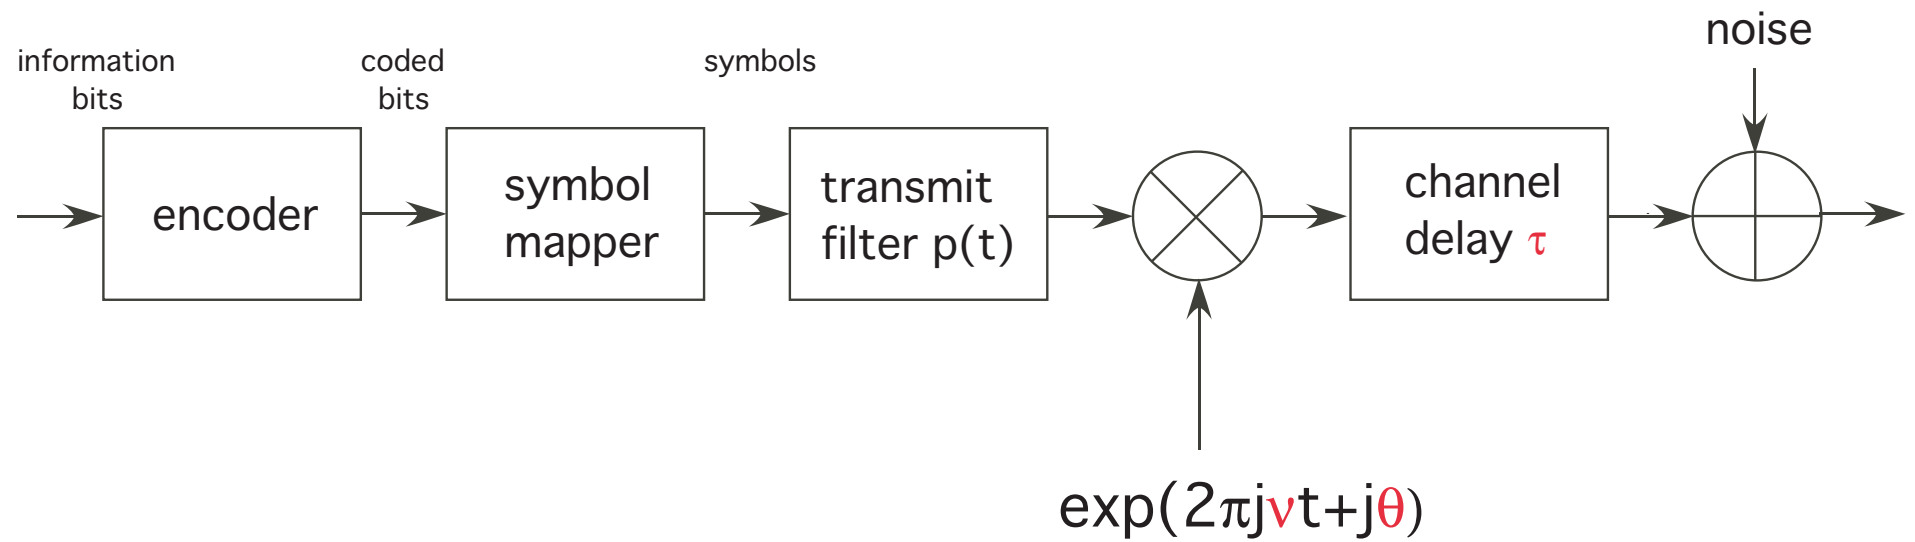 information
bits
encoder
coded
bits
symbol
mapper
symbols
transmit
filter p(t)
exp(2πjνt+jθ)
channel
delay τ
noise